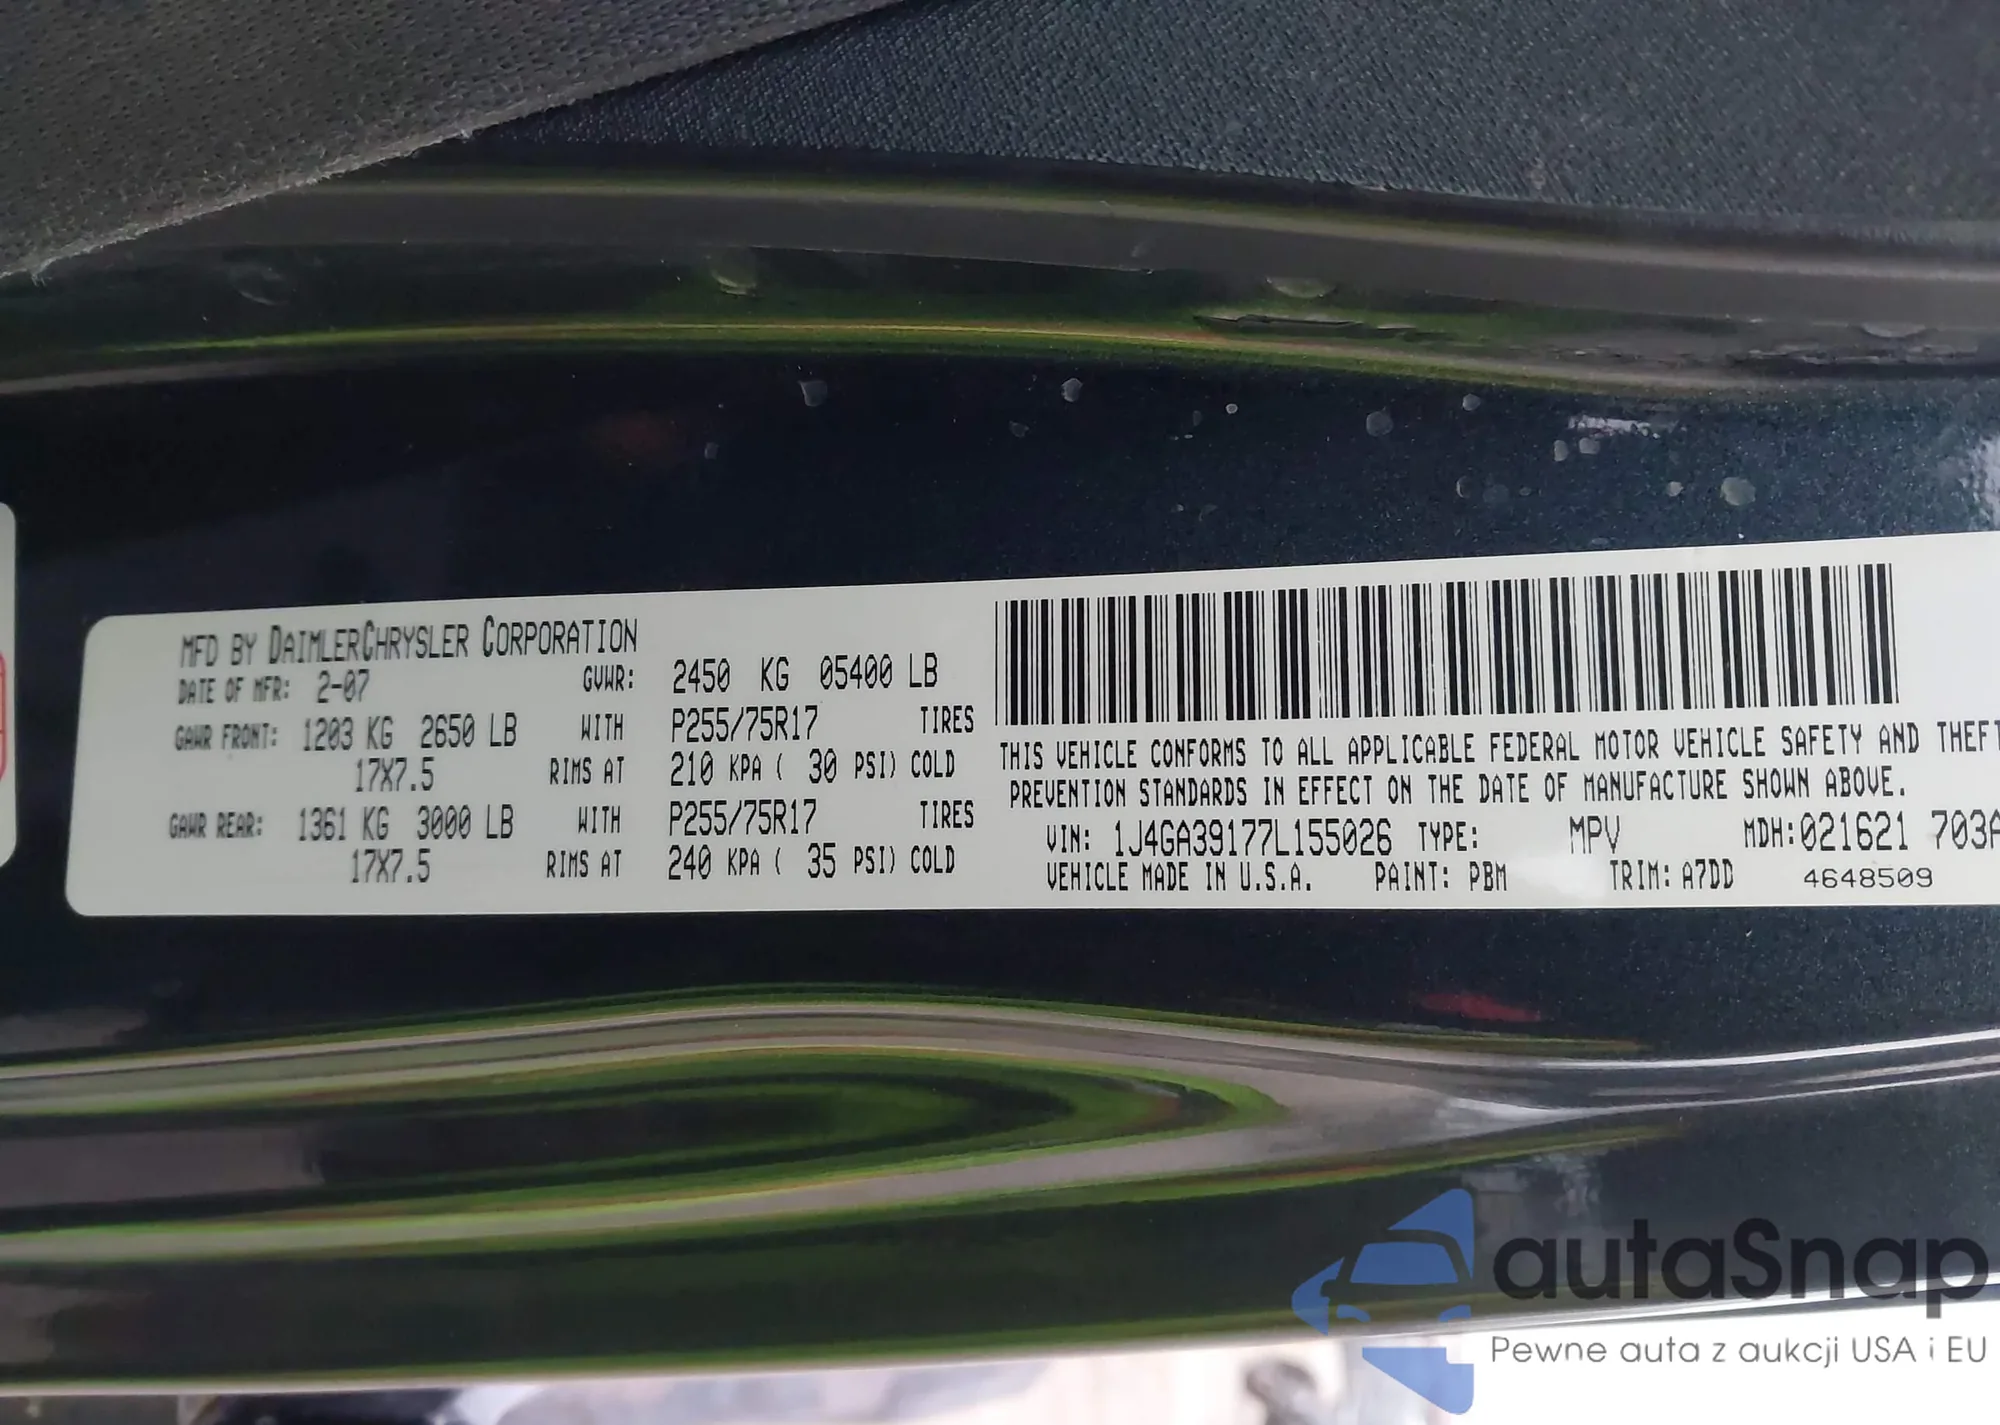 MFD BY DAIMLERCHRYSLER CORPORATION
DATE OF MFR: 2-07 GVWR: 2450 KG 05400 LB
GAWR FRONT: 1203 KG 2650 LB WITH P255/75R17 TIRES
17X7.5 RIMS AT 210 KPA ( 30 PSI) COLD
GAWR REAR: 1361 KG 3000 LB WITH P255/75R17 TIRES
17X7.5 RIMS AT 240 KPA ( 35 PSI) COLD
THIS VEHICLE CONFORMS TO ALL APPLICABLE FEDERAL MOTOR VEHICLE SAFETY AND THEFT
PREVENTION STANDARDS IN EFFECT ON THE DATE OF MANUFACTURE SHOWN ABOVE.
VIN: 1J4GA39177L155026 TYPE: MPV MDH:021621 703A
VEHICLE MADE IN U.S.A. PAINT: PBM TRIM: A7DD 4648509
autaSnap
Pewne auta z aukcji USA i EU